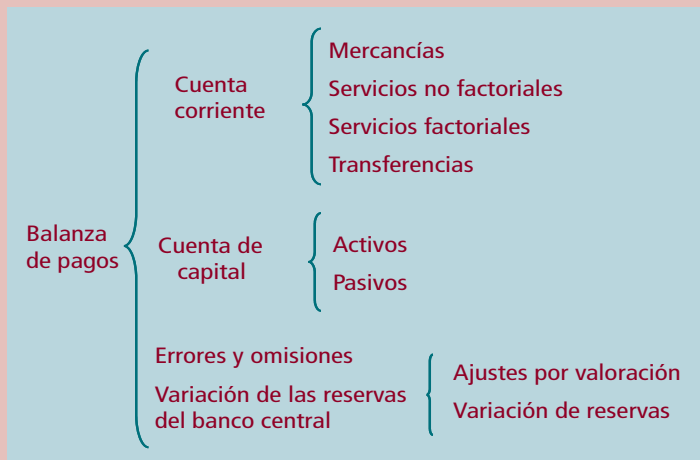 Balanza
de pagos
Cuenta
corriente
Mercancías
Servicios no factoriales
Servicios factoriales
Transferencias
Cuenta de
capital
Activos
Pasivos
Errores y omisiones
Variación de las reservas
del banco central
Ajustes por valoración
Variación de reservas